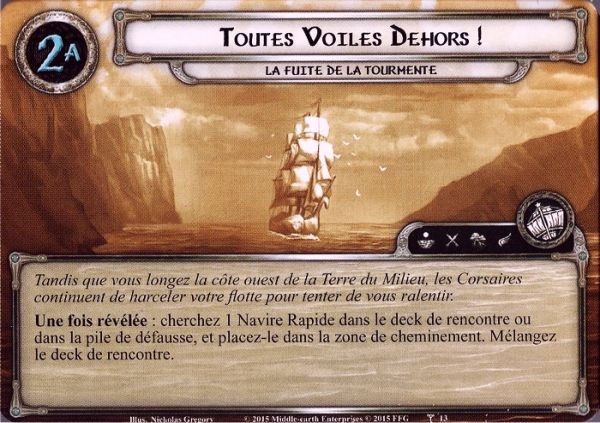 2A
TOUTES VOILES DEHORS !
LA FUITE DE LA TOURMENTE
Tandis que vous longez la côte ouest de la Terre du Milieu, les Corsaires
continuent de harceler votre flotte pour tenter de vous ralentir.
Une fois révélée : cherchez 1 Navire Rapide dans le deck de rencontre ou
dans la pile de défausse, et placez-le dans la zone de cheminement. Mélangez
le deck de rencontre.
Illus. Nickolas Gregory © 2015 Middle-earth Enterprises © 2015 FFG 13